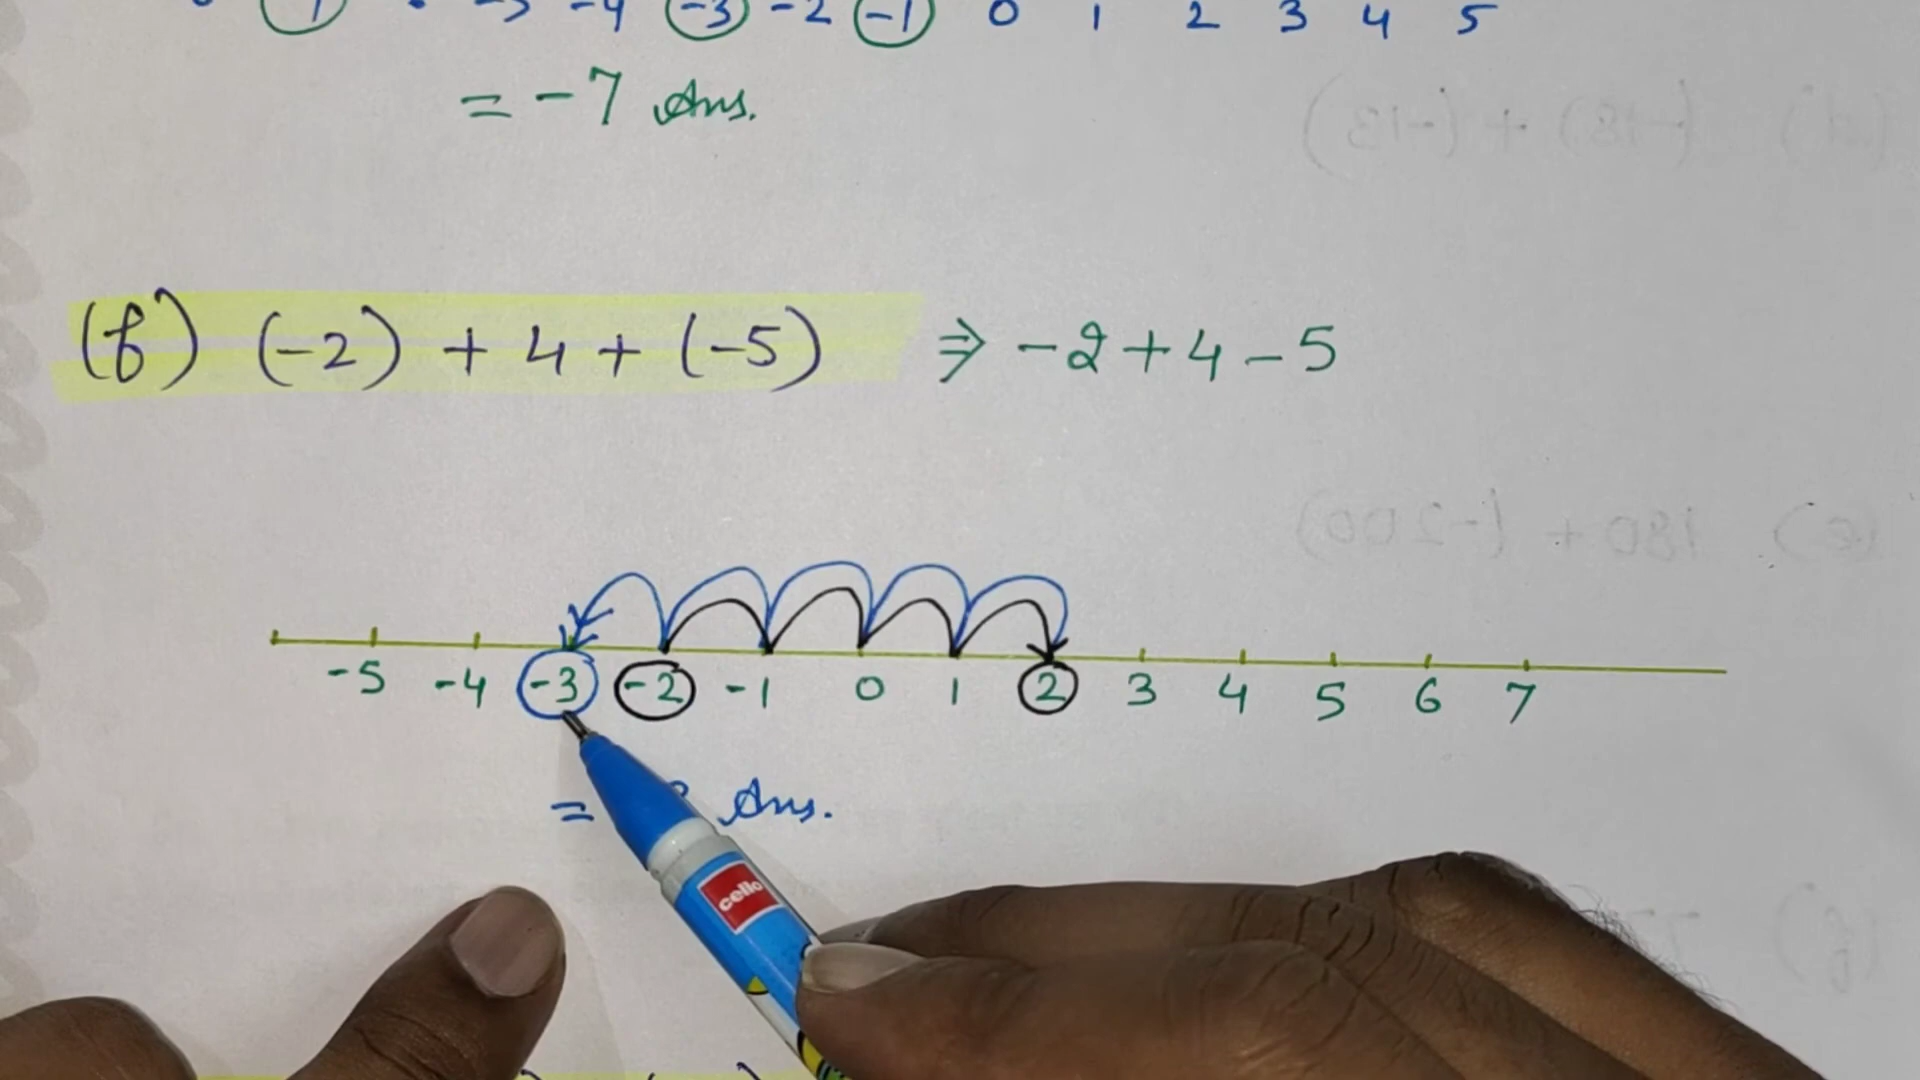 -3 -2 -1 0 1 2 3 4 5
= -7 Ans.
(f) (-2) + 4 + (-5) ⇒ -2 + 4 - 5
-5 -4 -3 -2 -1 0 1 2 3 4 5 6 7
= Ans.
cello